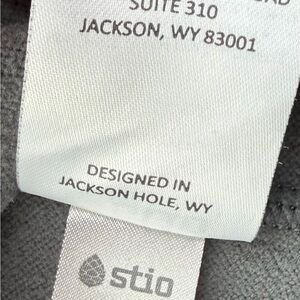 SUITE 310
JACKSON, WY 83001
DESIGNED IN
JACKSON HOLE, WY
stio